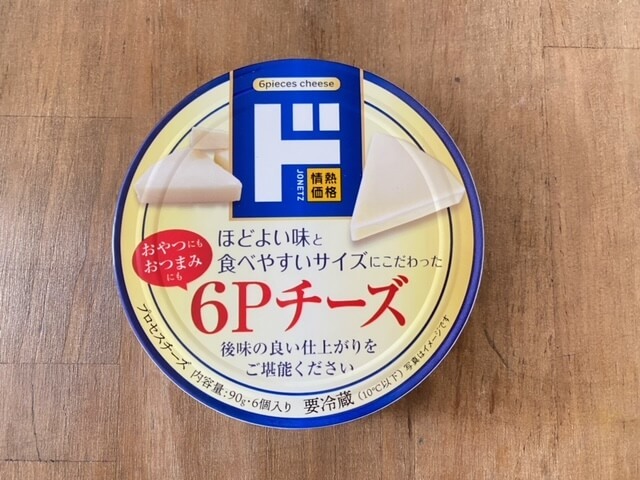 6pieces cheese
ド
JONETZ
情熱
価格
ほどよい味と
食べやすいサイズにこだわった
おやつにも
おつまみ
にも
6Pチーズ
後味の良い仕上がりを
ご堪能ください
プロセスチーズ 内容量:90g・6個入り 要冷蔵(10℃以下) 写真はイメージです